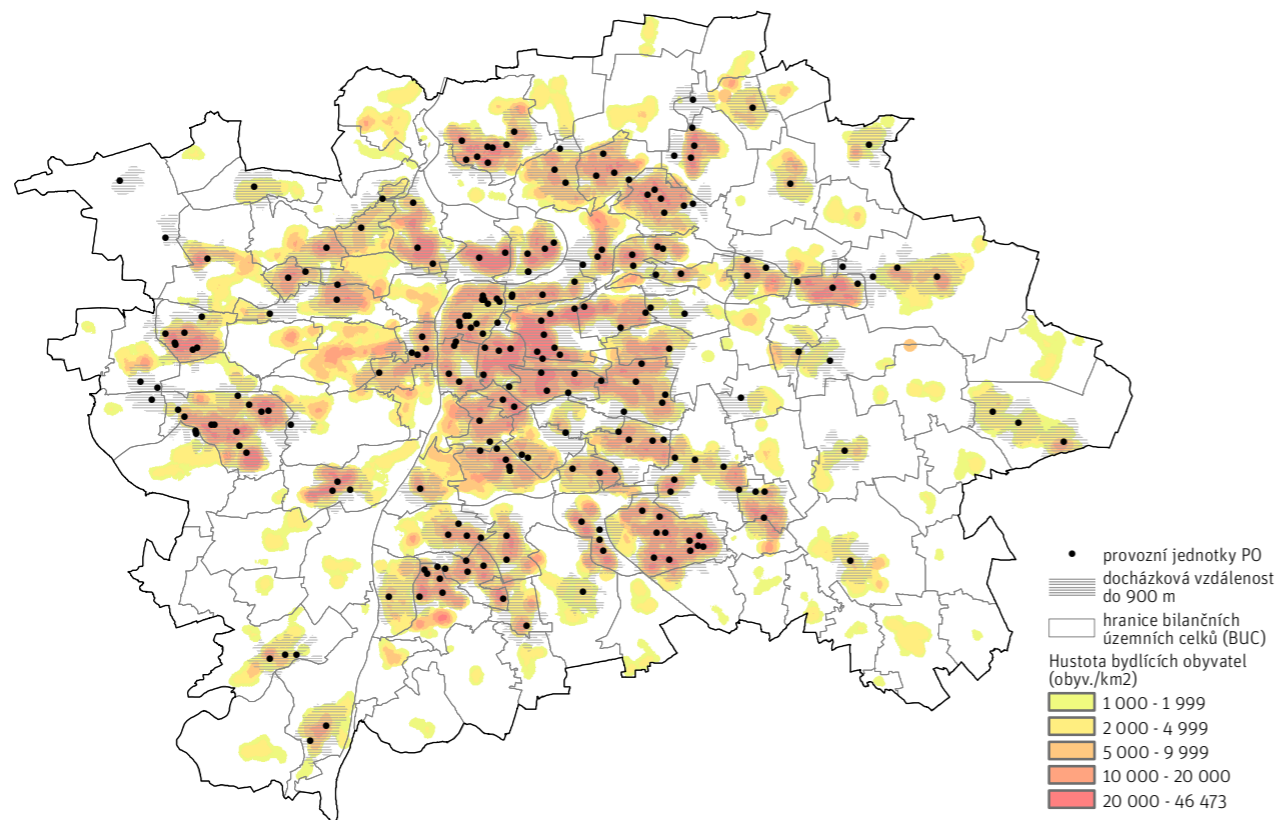 provozní jednotky PO
docházková vzdálenost
do 900 m
hranice bilančních
územních celků (BUC)
Hustota bydlících obyvatel
(obyv./km2)
1 000 - 1 999
2 000 - 4 999
5 000 - 9 999
10 000 - 20 000
20 000 - 46 473